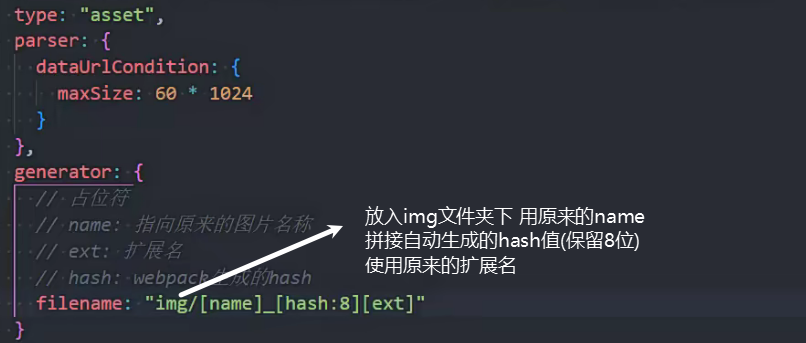 type: "asset",
parser: {
dataUrlCondition: {
maxSize: 60 * 1024
}
},
generator: {
// 占位符
// name: 指向原来的图片名称
// ext: 扩展名
// hash: webpack生成的hash
filename: "img/[name]_[hash:8][ext]"
}
放入img文件夹下 用原来的name
拼接自动生成的hash值(保留8位)
使用原来的扩展名